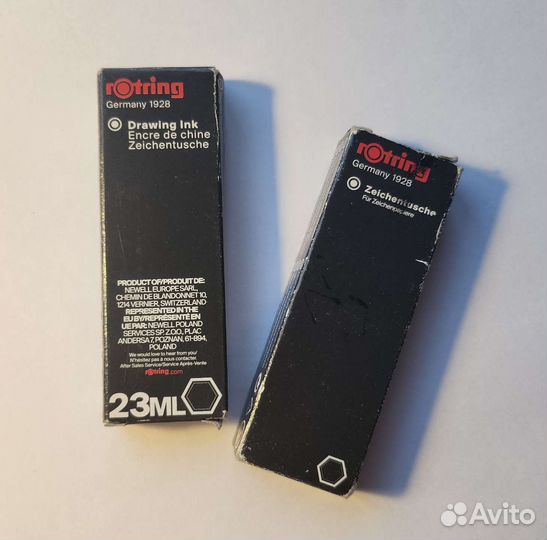 rotring
Germany 1928
Drawing Ink
Encre de chine
Zeichentusche
PRODUCT OF/PRODUIT DE:
NEWELL EUROPE SARL,
CHEMIN DE BLANDONNET 10,
1214 VERNIER, SWITZERLAND
REPRESENTED IN THE
EU BY/REPRÉSENTÉ EN
UE PAR: NEWELL POLAND
SERVICES SP. Z.O.O., PLAC
ANDERSA 7, POZNAN, 61-894,
POLAND
We would love to hear from you/
N'hésitez pas à nous contacter
After Sales Service/Service Après-Vente
rotring.com
23ML
rotring
Germany 1928
Zeichentusche
Für Zeichenpapiere
Avito